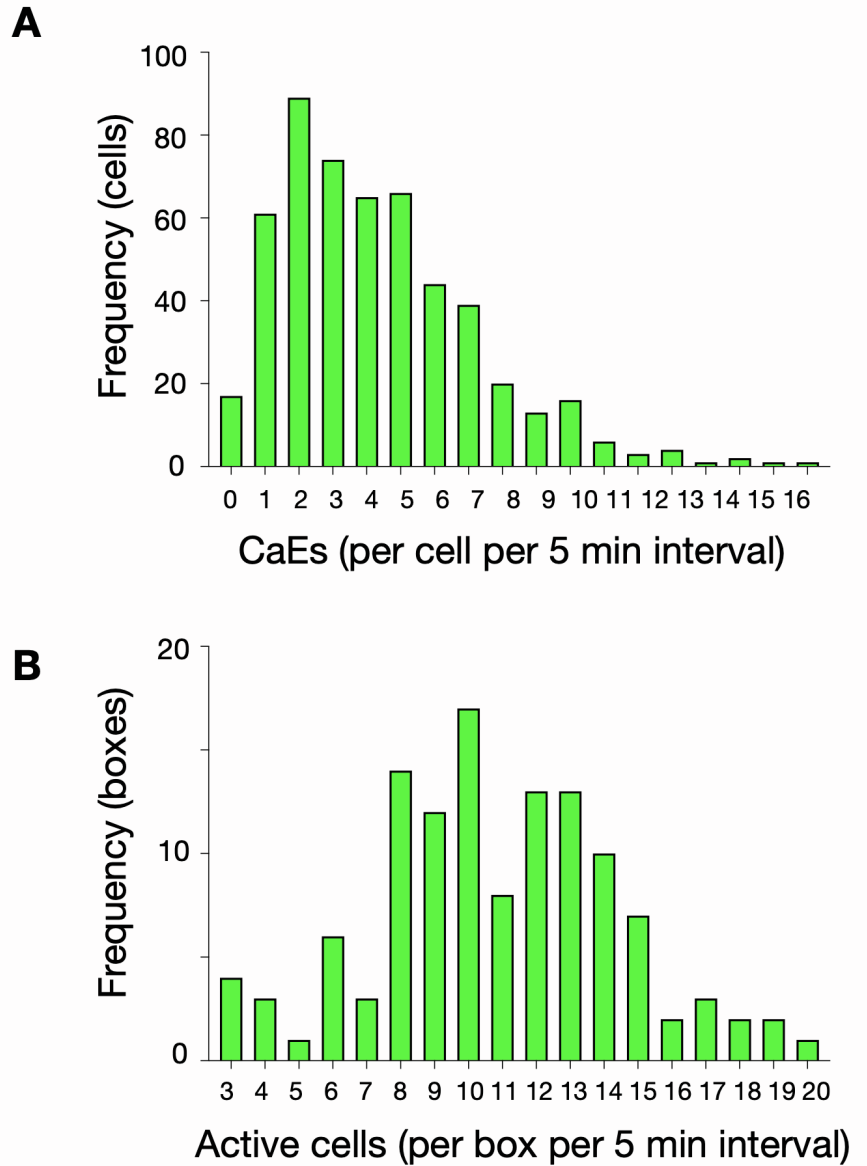 A
100
80
60
40
20
0
Frequency (cells)
0 1 2 3 4 5 6 7 8 9 10 11 12 13 14 15 16
CaEs (per cell per 5 min interval)
B
20
10
0
Frequency (boxes)
3 4 5 6 7 8 9 10 11 12 13 14 15 16 17 18 19 20
Active cells (per box per 5 min interval)